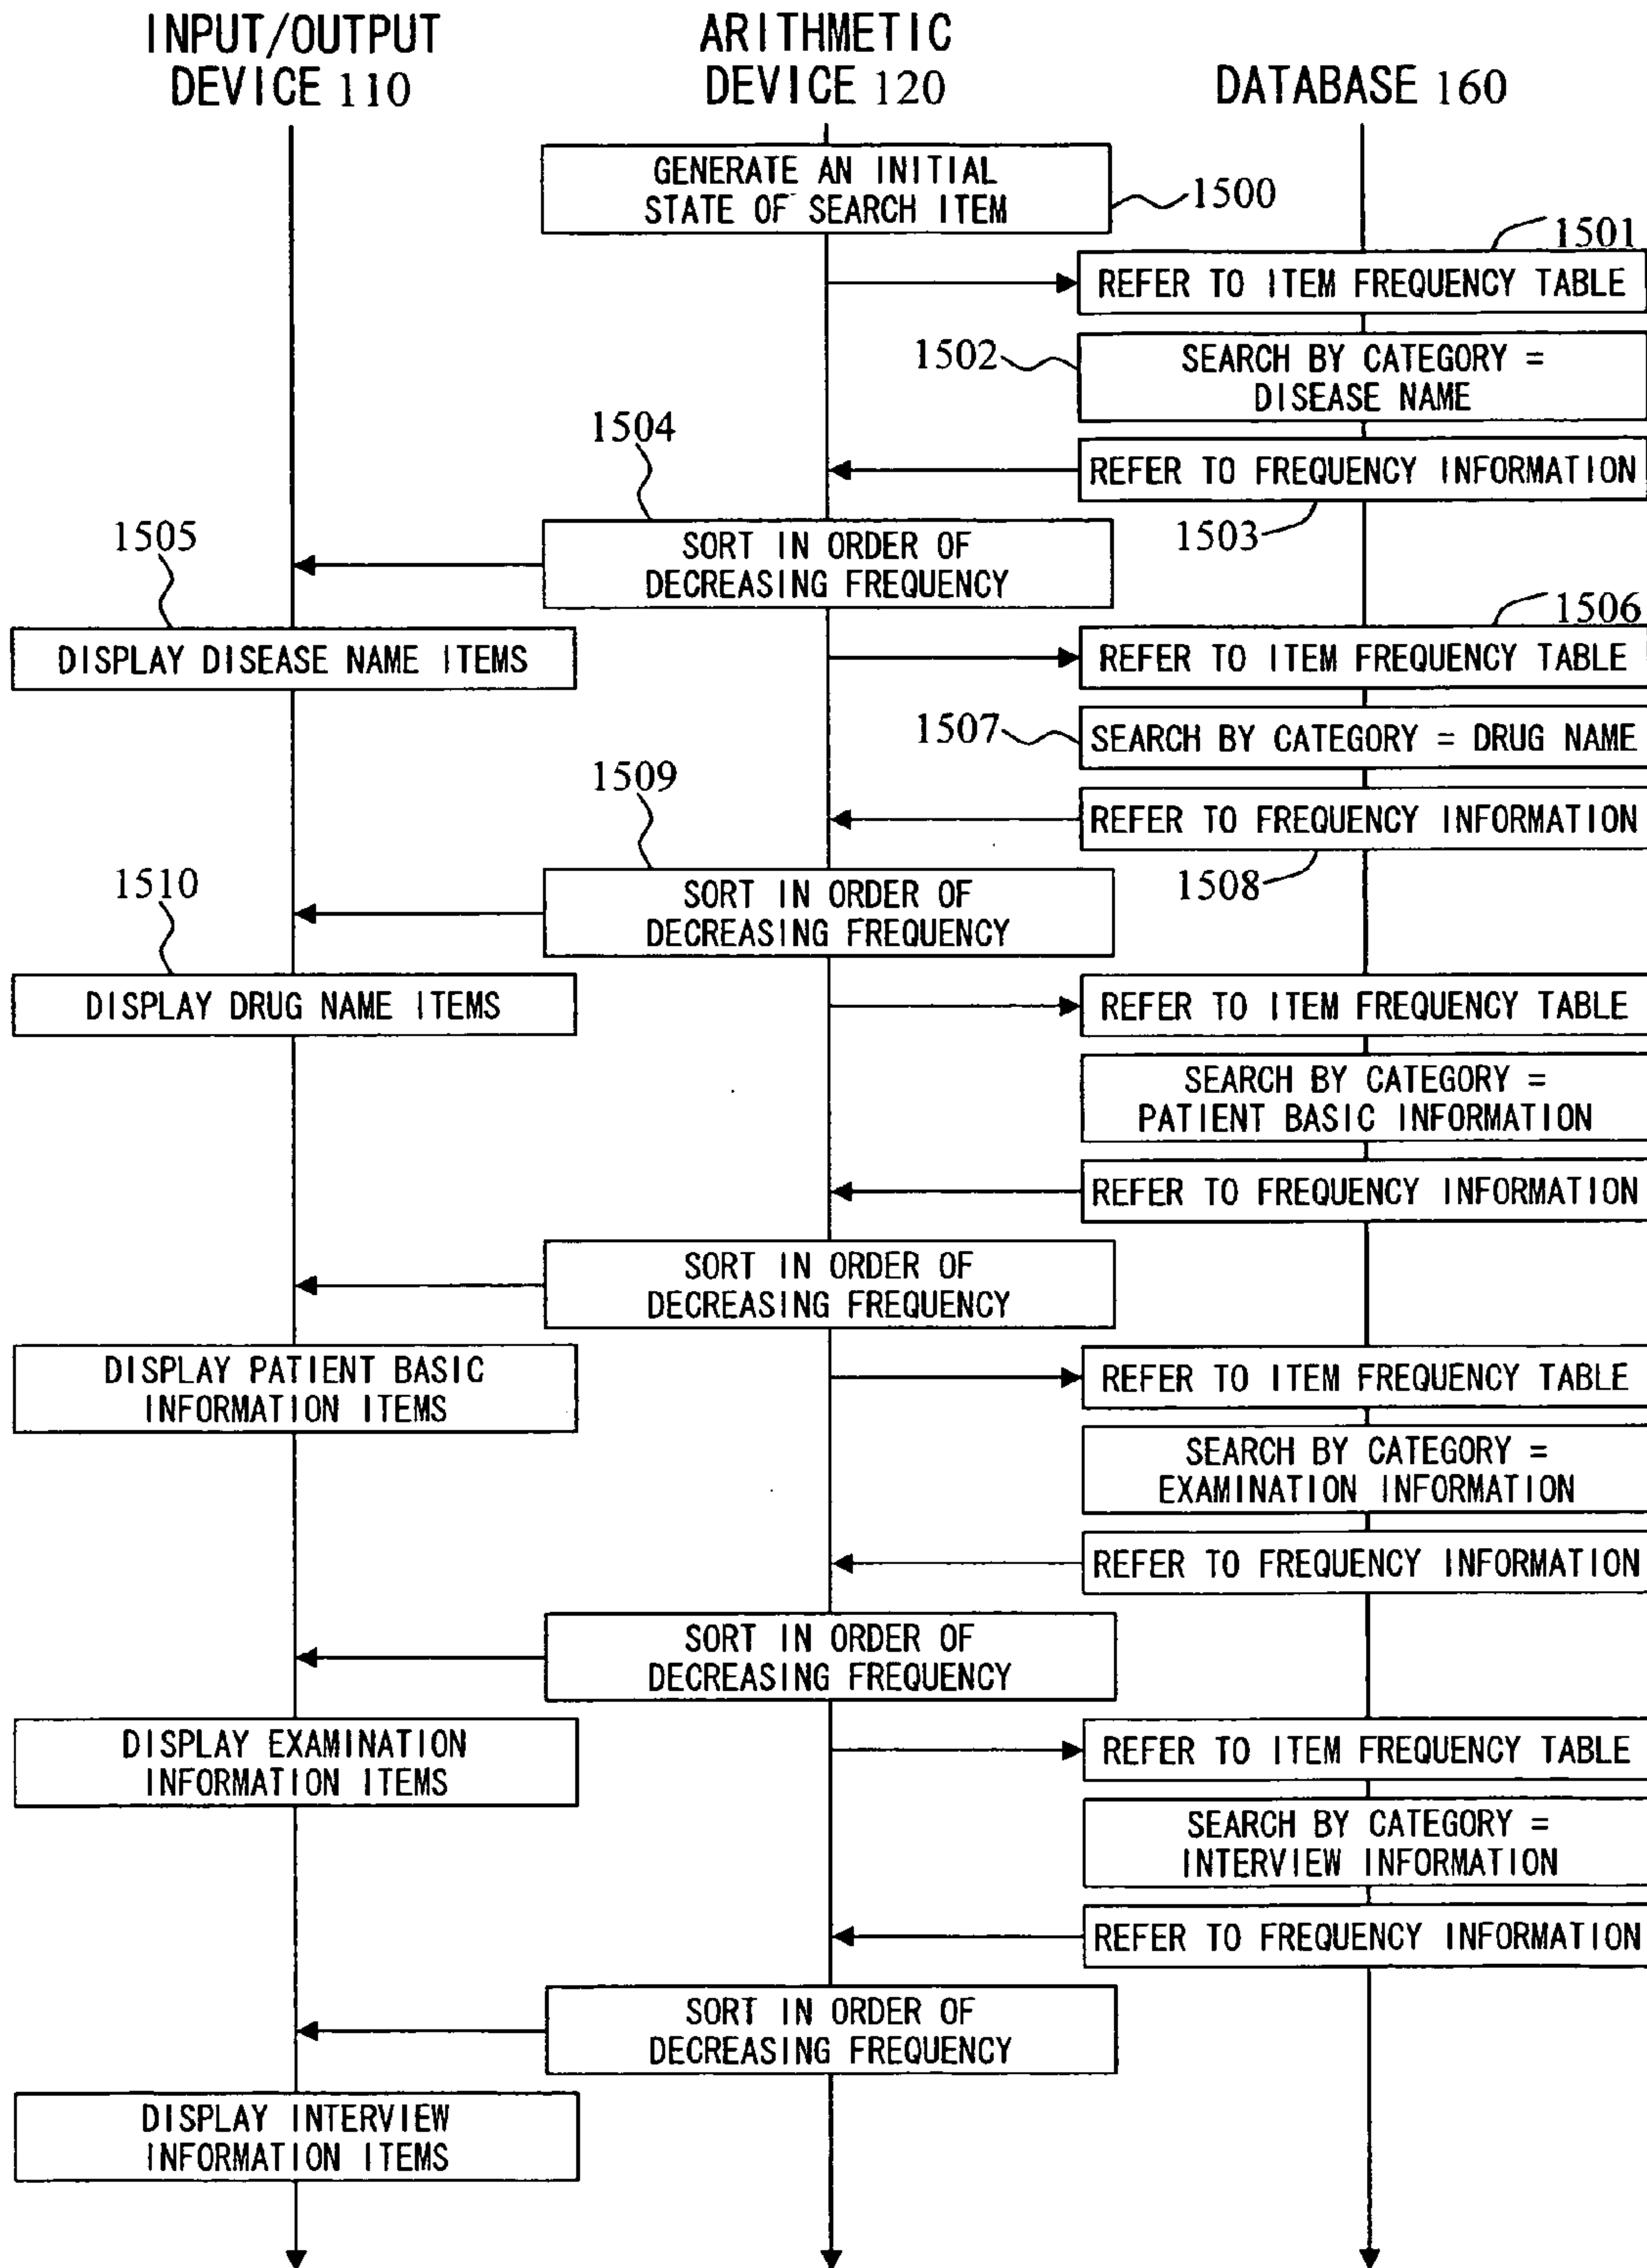 INPUT/OUTPUT
DEVICE 110
ARITHMETIC
DEVICE 120
DATABASE 160
GENERATE AN INITIAL
STATE OF SEARCH ITEM
1500
1501
REFER TO ITEM FREQUENCY TABLE
1502
SEARCH BY CATEGORY =
DISEASE NAME
1504
REFER TO FREQUENCY INFORMATION
1503
1505
SORT IN ORDER OF
DECREASING FREQUENCY
1506
DISPLAY DISEASE NAME ITEMS
REFER TO ITEM FREQUENCY TABLE
1507
SEARCH BY CATEGORY = DRUG NAME
1509
REFER TO FREQUENCY INFORMATION
1508
1510
SORT IN ORDER OF
DECREASING FREQUENCY
DISPLAY DRUG NAME ITEMS
REFER TO ITEM FREQUENCY TABLE
SEARCH BY CATEGORY =
PATIENT BASIC INFORMATION
REFER TO FREQUENCY INFORMATION
SORT IN ORDER OF
DECREASING FREQUENCY
DISPLAY PATIENT BASIC
INFORMATION ITEMS
REFER TO ITEM FREQUENCY TABLE
SEARCH BY CATEGORY =
EXAMINATION INFORMATION
REFER TO FREQUENCY INFORMATION
SORT IN ORDER OF
DECREASING FREQUENCY
DISPLAY EXAMINATION
INFORMATION ITEMS
REFER TO ITEM FREQUENCY TABLE
SEARCH BY CATEGORY =
INTERVIEW INFORMATION
REFER TO FREQUENCY INFORMATION
SORT IN ORDER OF
DECREASING FREQUENCY
DISPLAY INTERVIEW
INFORMATION ITEMS